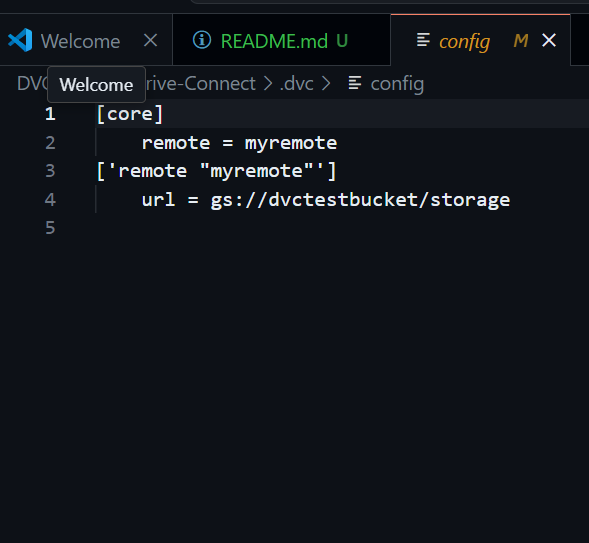 Welcome
README.md U
config M
DVC
rive-Connect > .dvc > config
Welcome
1 [core]
2 remote = myremote
3 ['remote "myremote"']
4 url = gs://dvctestbucket/storage
5